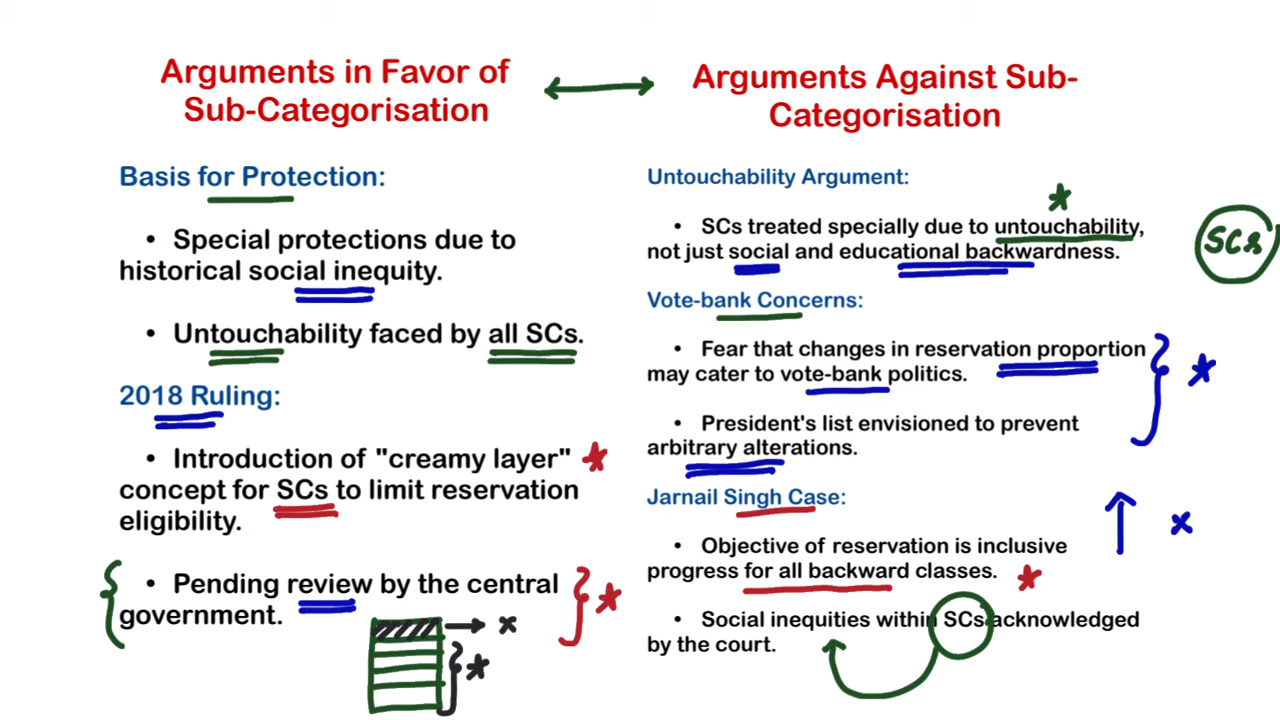 Arguments in Favor of
Sub-Categorisation
Basis for Protection:
• Special protections due to
historical social inequity.
• Untouchability faced by all SCs.
2018 Ruling:
• Introduction of "creamy layer"
concept for SCs to limit reservation
eligibility.
• Pending review by the central
government.
x
Arguments Against Sub-
Categorisation
Untouchability Argument:
• SCs treated specially due to untouchability,
not just social and educational backwardness.
SCs
Vote-bank Concerns:
• Fear that changes in reservation proportion
may cater to vote-bank politics.
• President's list envisioned to prevent
arbitrary alterations.
Jarnail Singh Case:
x
• Objective of reservation is inclusive
progress for all backward classes.
• Social inequities within SCs acknowledged
by the court.